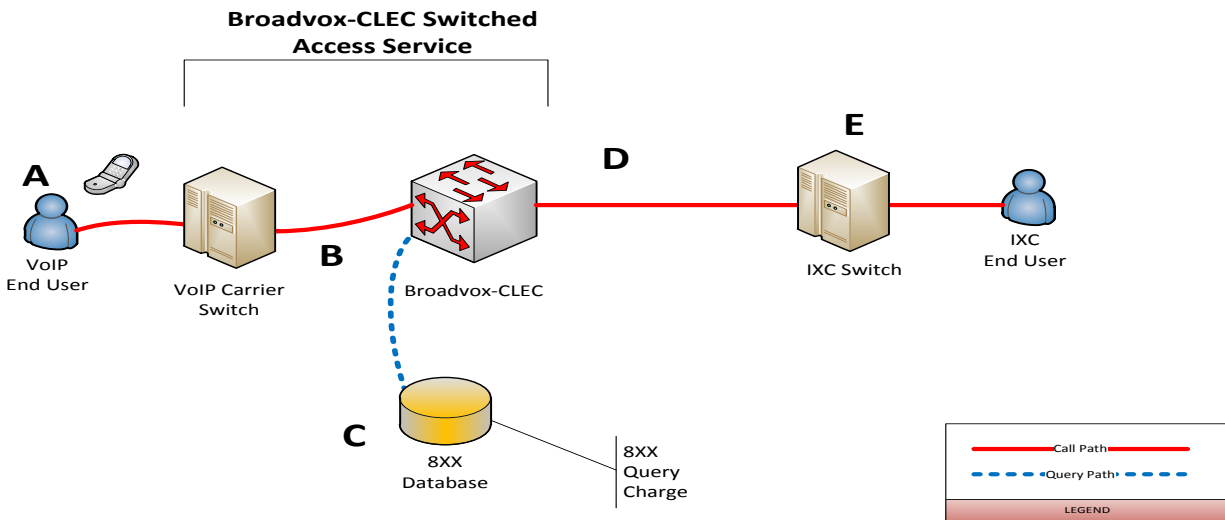 Broadvox-CLEC Switched
Access Service
A
B
C
D
E
VoIP
End User
VoIP Carrier
Switch
Broadvox-CLEC
IXC Switch
IXC
End User
8XX
Database
8XX
Query
Charge
Call Path
Query Path
LEGEND